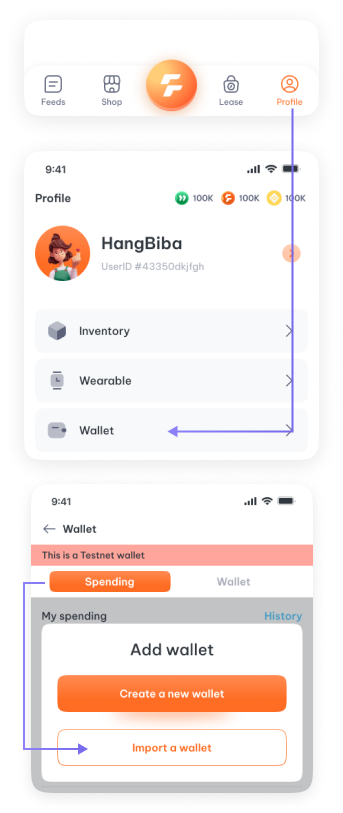 Feeds
Shop
Lease
Profile
9:41
Profile
100K
100K
100K
HangBiba
UserID #43350dkjfgh
Inventory
Wearable
Wallet
9:41
Wallet
This is a Testnet wallet
Spending
Wallet
My spending
History
Add wallet
Create a new wallet
Import a wallet